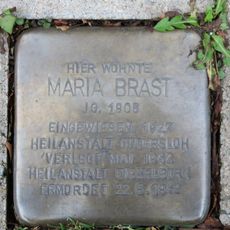 HIER WOHNTE
MARIA BRAST
JG. 1908
EINGEWIESEN
HEILANSTALT GÜTERSLOH
'VERLEGT' MAI
HEILANSTALT
ERMORDET